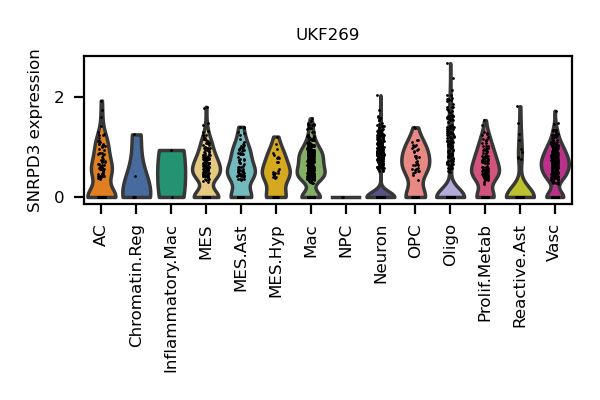 UKF269
SNRPD3 expression
2
0
AC
Chromatin.Reg
Inflammatory.Mac
MES
MES.Ast
MES.Hyp
Mac
NPC
Neuron
OPC
Oligo
Prolif.Metab
Reactive.Ast
Vasc